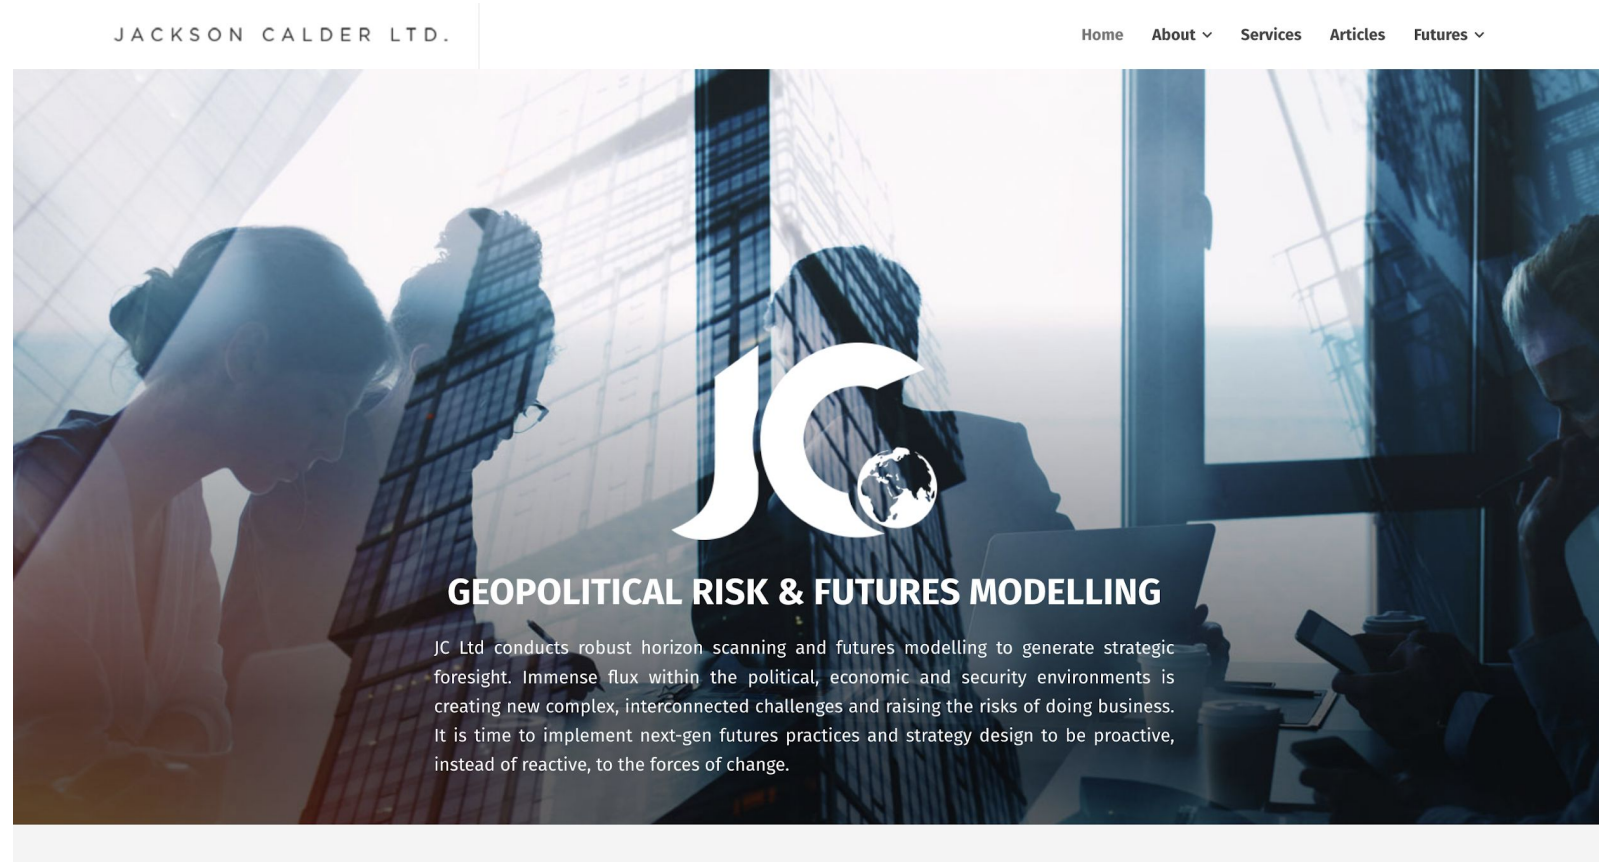 JACKSON CALDER LTD.
Home About Services Articles Futures
JC
GEOPOLITICAL RISK & FUTURES MODELLING
JC Ltd conducts robust horizon scanning and futures modelling to generate strategic
foresight. Immense flux within the political, economic and security environments is
creating new complex, interconnected challenges and raising the risks of doing business.
It is time to implement next-gen futures practices and strategy design to be proactive,
instead of reactive, to the forces of change.